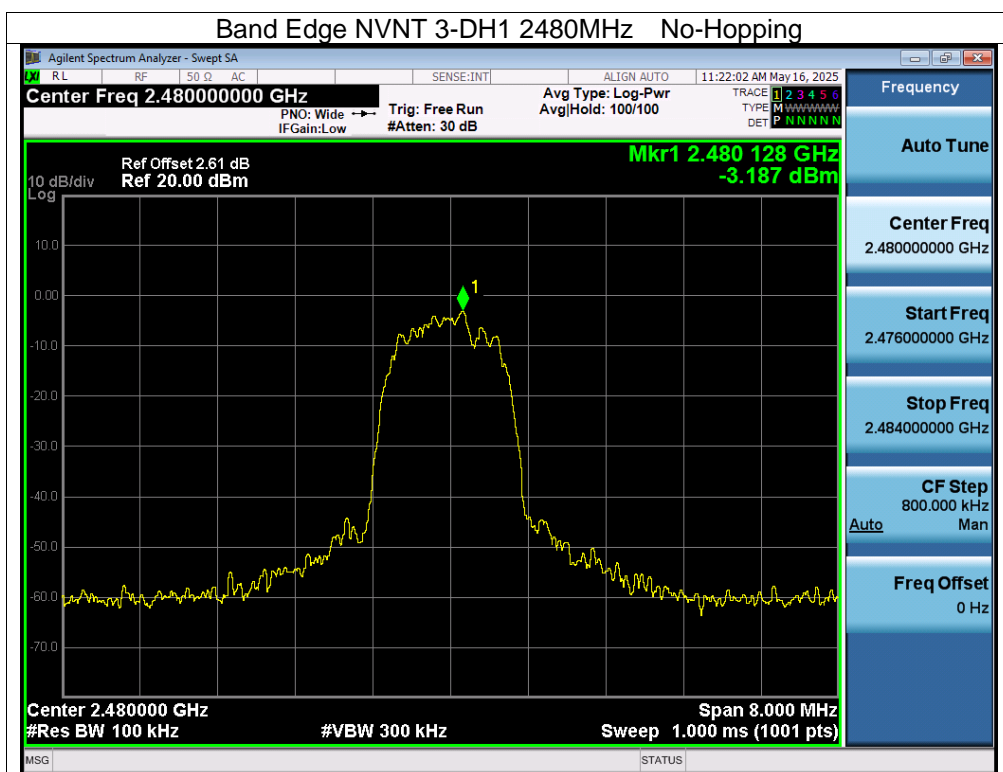 Band Edge NVNT 3-DH1 2480MHz No-Hopping
Agilent Spectrum Analyzer - Swept SA
LXI RL RF 50 Ω AC SENSE:INT ALIGN AUTO 11:22:02 AM May 16, 2025
Center Freq 2.480000000 GHz
PNO: Wide
IFGain:Low
Trig: Free Run
#Atten: 30 dB
Avg Type: Log-Pwr
Avg|Hold: 100/100
TRACE 1 2 3 4 5 6
TYPE M WWWWW
DET P N N N N N
Ref Offset 2.61 dB
Ref 20.00 dBm
10 dB/div
Log
Mkr1 2.480 128 GHz
-3.187 dBm
10.0
0.00
-10.0
-20.0
-30.0
-40.0
-50.0
-60.0
-70.0
1
Center 2.480000 GHz
Span 8.000 MHz
#Res BW 100 kHz
#VBW 300 kHz
Sweep 1.000 ms (1001 pts)
MSG
STATUS
Frequency
Auto Tune
Center Freq
2.480000000 GHz
Start Freq
2.476000000 GHz
Stop Freq
2.484000000 GHz
CF Step
800.000 kHz
Auto Man
Freq Offset
0 Hz